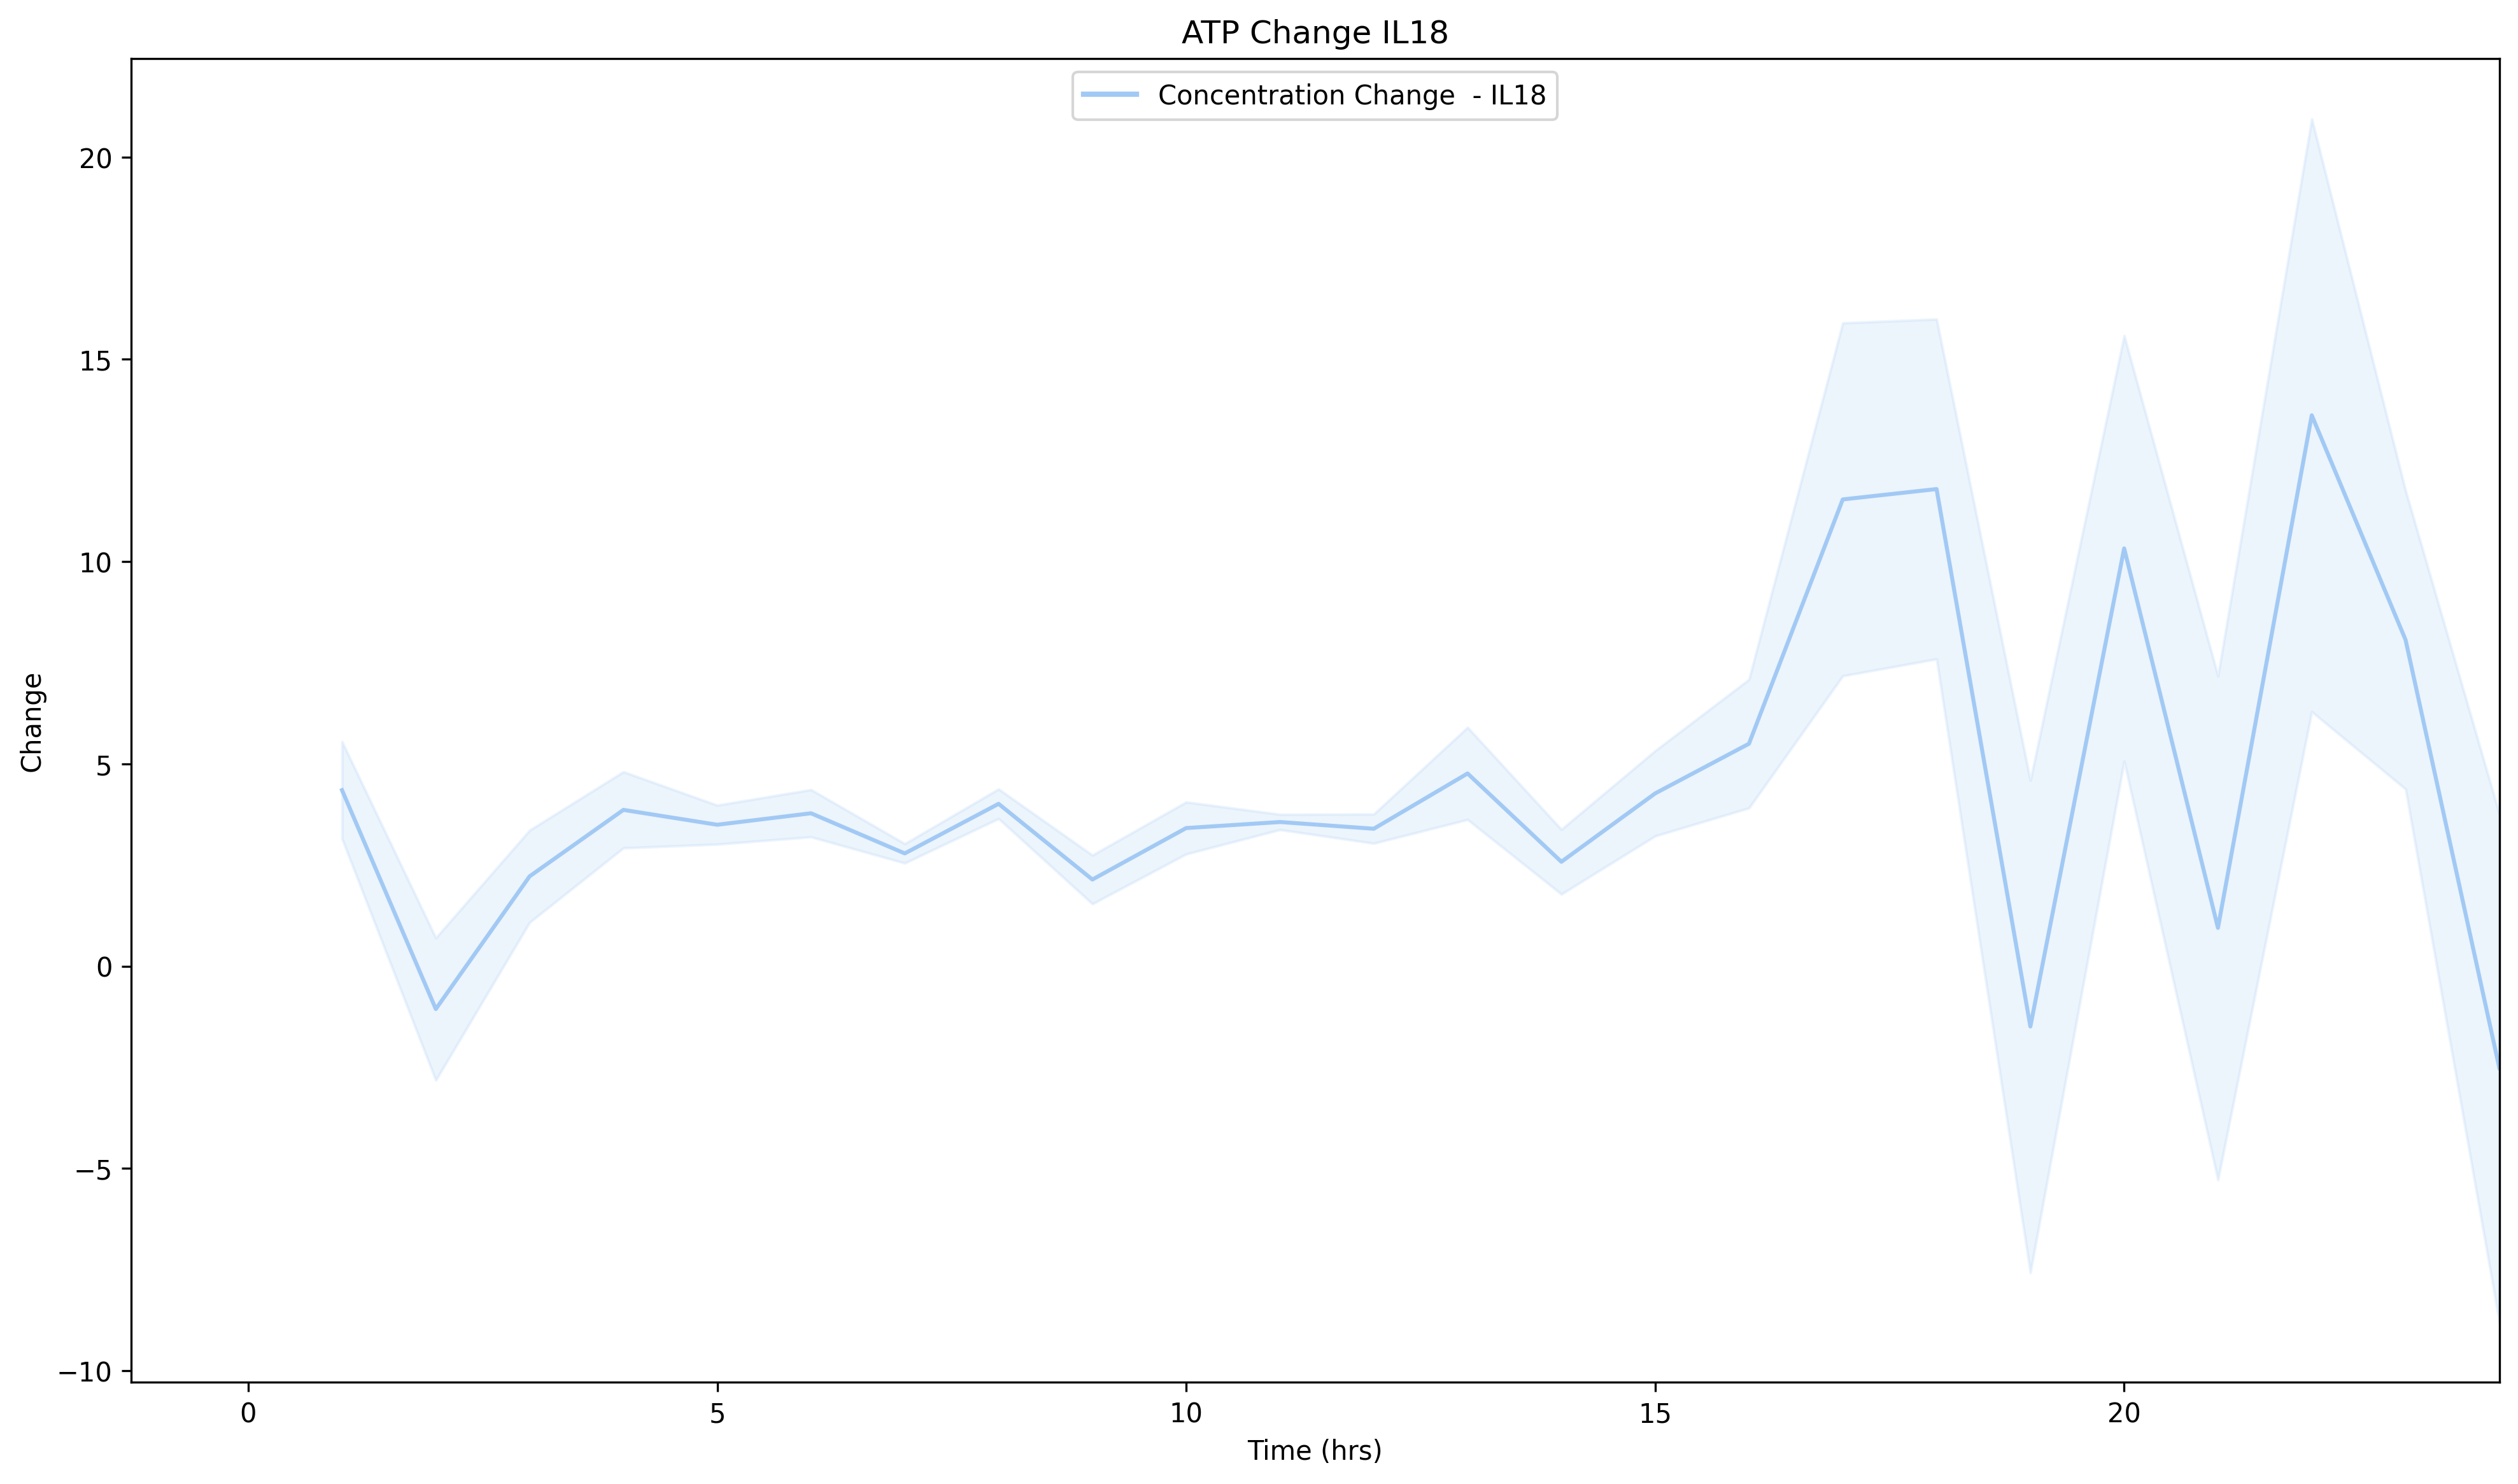 ATP Change IL18
Concentration Change  - IL18
20
15
10
5
0
−5
−10
Change
0 5 10 15 20
Time (hrs)